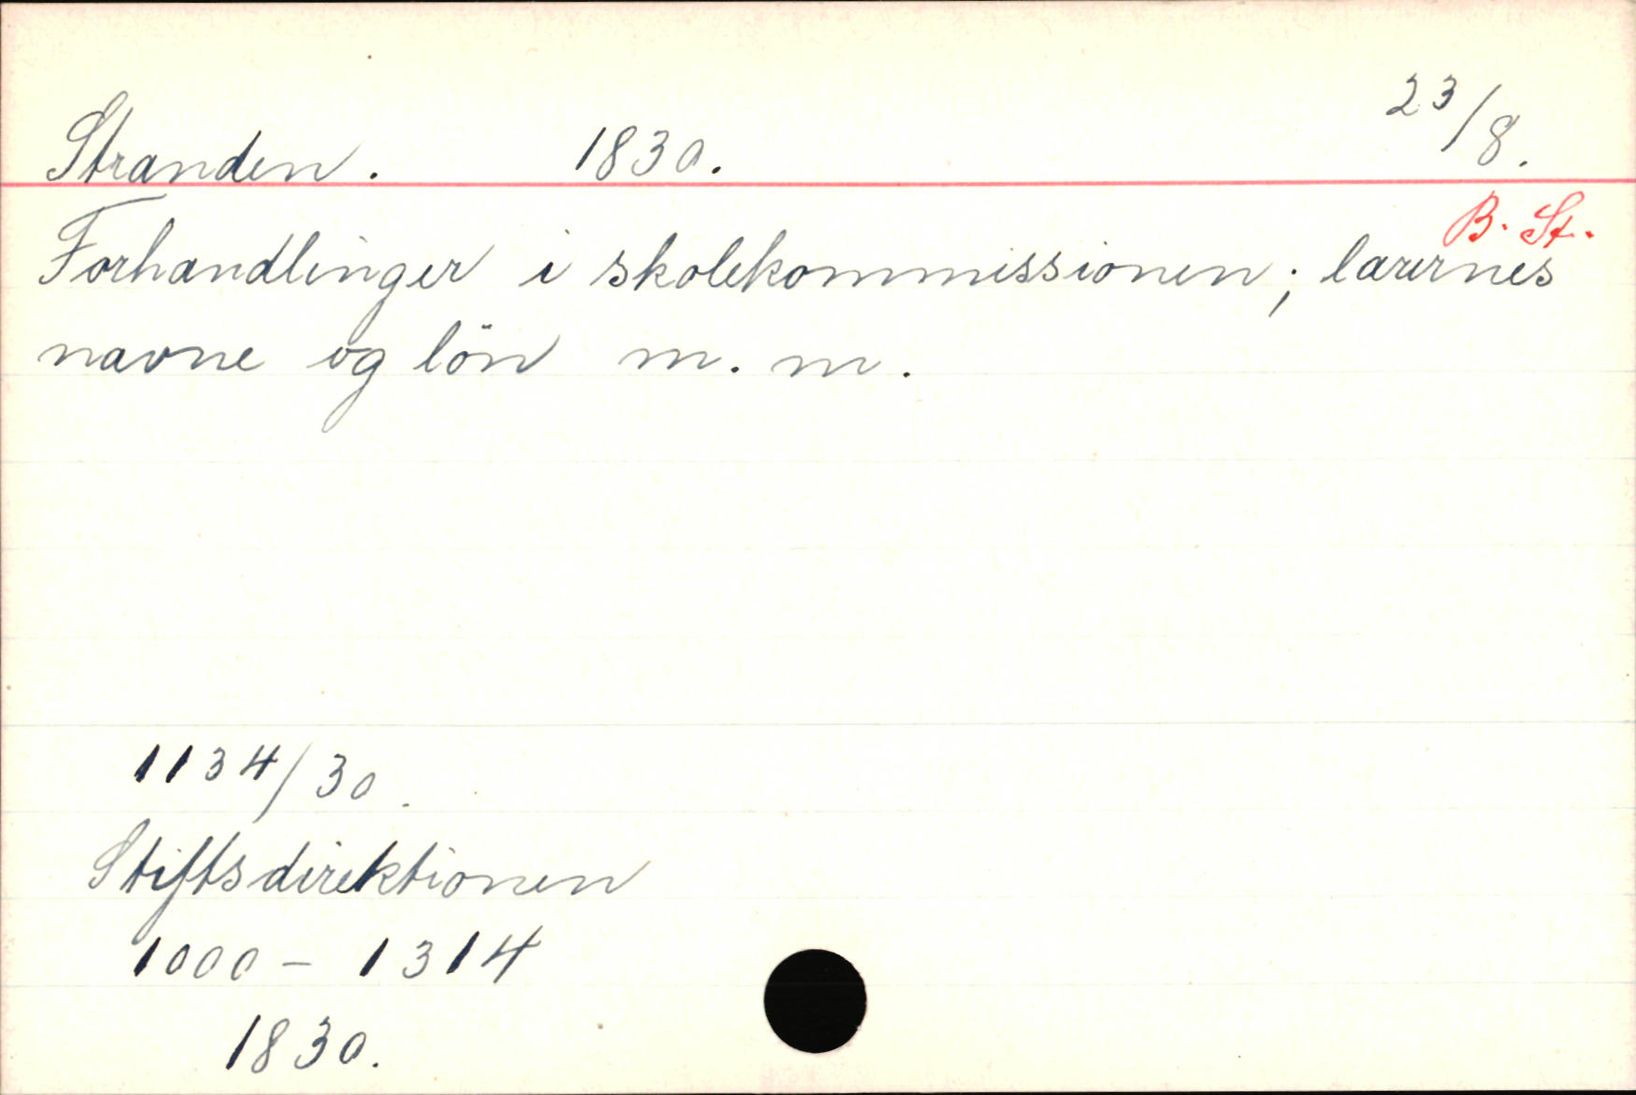 Stranden. 1830. 23/8.
B. St.
Forhandlinger i skolekommissionen; lærernes
navne og lön m. m.
1134/30.
Stiftsdirektionen
1000 - 1314
1830.